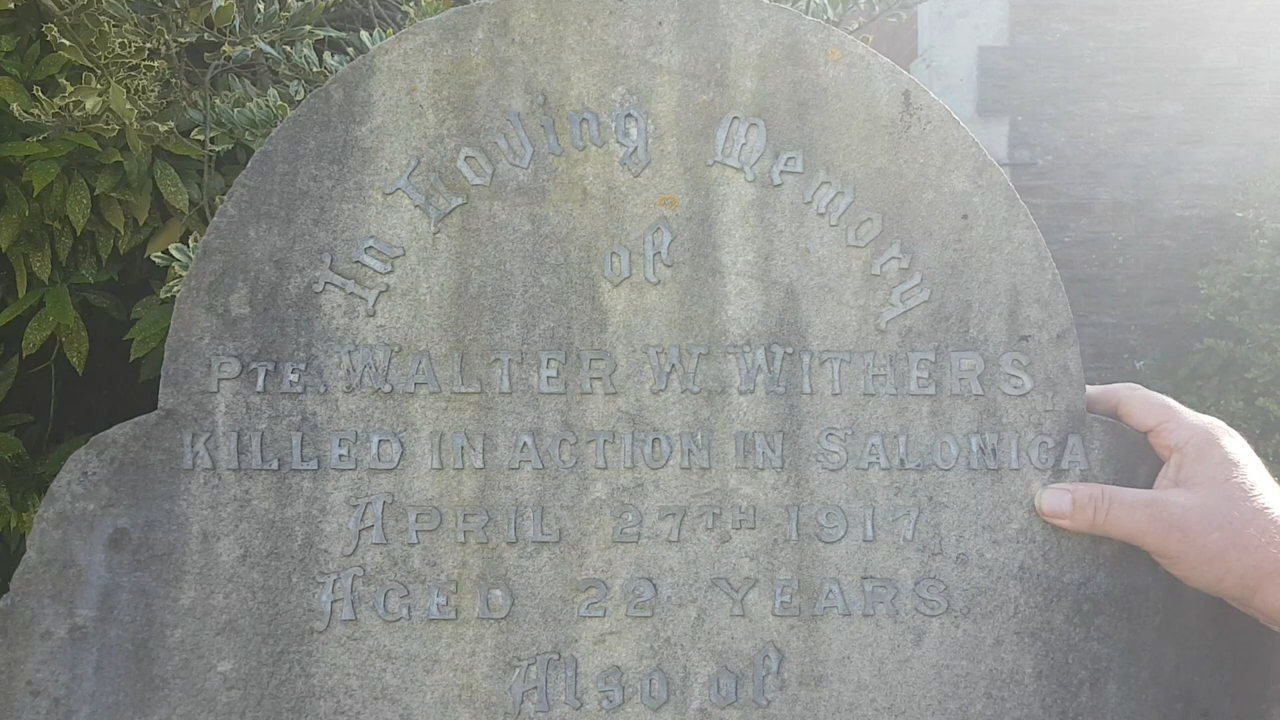 In Loving Memory
of
PTE. WALTER W. WITHERS
KILLED IN ACTION IN SALONICA
APRIL 27TH 1917,
AGED 22 YEARS.
Also of